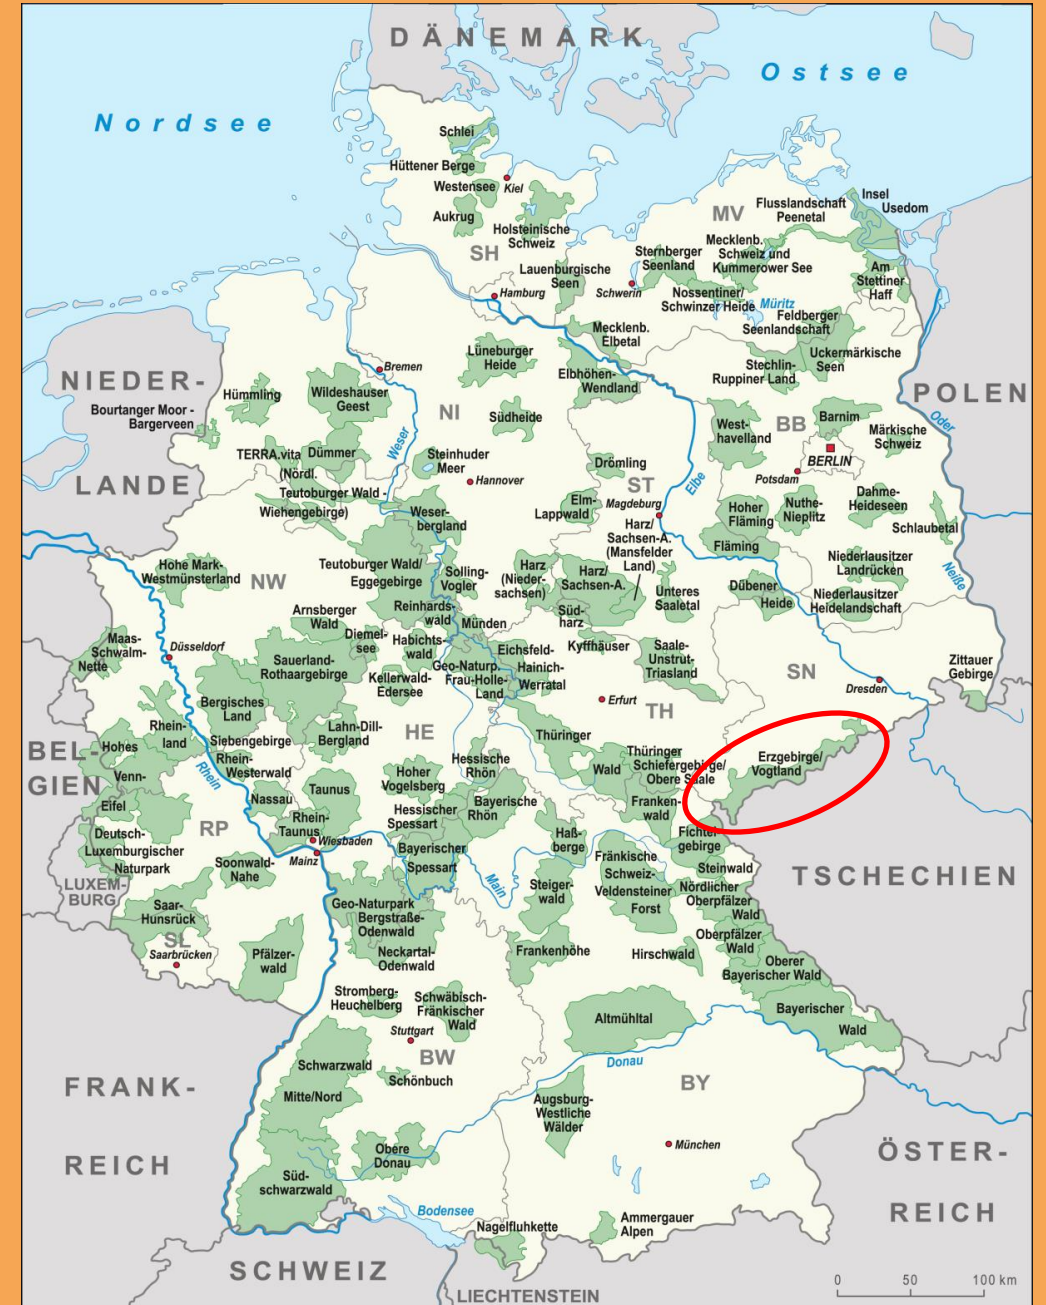 DÄNEMARK
Ostsee
Nordsee
Schlei
Hüttener Berge
Westensee
Kiel
Aukrug
Holsteinische
Schweiz
SH
MV
Flusslandschaft
Peenetal
Insel
Usedom
Mecklenb.
Schweiz und
Kummerower See
Sternberger
Seenland
Lauenburgische
Seen
Hamburg
Schwerin
Nossentiner/
Schwinzer Heide
Müritz
Am
Stettiner
Haff
Feldberger
Seenlandschaft
Mecklenb.
Elbetal
Lüneburger
Heide
Elbhöhen-
Wendland
Stechlin-
Ruppiner Land
Uckermärkische
Seen
Bremen
NIEDER-
LANDE
Bourtanger Moor -
Bargerveen
Hümmling
Wildeshauser
Geest
NI
Südheide
POLEN
Oder
West-
havelland
BB
Barnim
Märkische
Schweiz
BERLIN
Potsdam
TERRA.vita
(Nördl.
Teutoburger Wald -
Wiehengebirge)
Dümmer
Weser
Steinhuder
Meer
Hannover
Drömling
ST
Magdeburg
Elbe
Elm-
Lappwald
Weser-
bergland
Hoher
Fläming
Nuthe-
Nieplitz
Dahme-
Heideseen
Schlaubetal
Fläming
Harz/
Sachsen-A.
(Mansfelder
Land)
Niederlausitzer
Landrücken
Neiße
Hohe Mark-
Westmünsterland
NW
Teutoburger Wald/
Eggegebirge
Solling-
Vogler
Harz
(Nieder-
sachsen)
Harz/
Sachsen-A.
Unteres
Saaletal
Dübener
Heide
Niederlausitzer
Heidelandschaft
Arnsberger
Wald
Reinhards-
wald
Münden
Süd-
harz
Maas-
Schwalm-
Nette
Düsseldorf
Diemel-
see
Habichts-
wald
Kyffhäuser
Saale-
Unstrut-
Triasland
Eichsfeld-
Hainich-
Werratal
Sauerland-
Rothaargebirge
Kellerwald-
Edersee
Geo-Naturp.
Frau-Holle-
Land
SN
Zittauer
Gebirge
Dresden
Erfurt
TH
Bergisches
Land
Lahn-Dill-
Bergland
HE
Rhein-
land
Siebengebirge
BEL-
GIEN
Hohes
Venn-
Eifel
Rhein
Rhein-
Westerwald
Nassau
Taunus
Hessische
Rhön
Hoher
Vogelsberg
Thüringer
Wald
Thüringer
Schiefergebirge/
Obere Saale
Erzgebirge/
Vogtland
Hessischer
Spessart
Bayerische
Rhön
Franken-
wald
Deutsch-
Luxemburgischer
Naturpark
RP
Rhein-
Taunus
Wiesbaden
Mainz
Bayerischer
Spessart
Haß-
berge
Fichtel-
gebirge
LUXEM-
BURG
Soonwald-
Nahe
Main
Fränkische
Schweiz-
Veldensteiner
Forst
Steinwald
TSCHECHIEN
Nördlicher
Oberpfälzer
Wald
Saar-
Hunsrück
SL
Saarbrücken
Geo-Naturpark
Bergstraße-
Odenwald
Steiger-
wald
Oberpfälzer
Wald
Pfälzer-
wald
Neckartal-
Odenwald
Frankenhöhe
Hirschwald
Oberer
Bayerischer Wald
Stromberg-
Heuchelberg
Schwäbisch-
Fränkischer
Wald
Altmühltal
Bayerischer
Wald
Stuttgart
BW
Donau
BY
Schwarzwald
Mitte/Nord
Schönbuch
Augsburg-
Westliche
Wälder
FRANK-
REICH
Obere
Donau
München
Süd-
schwarzwald
ÖSTER-
REICH
Bodensee
Nagelfluhkette
Ammergauer
Alpen
SCHWEIZ
LIECHTENSTEIN
0 50 100 km